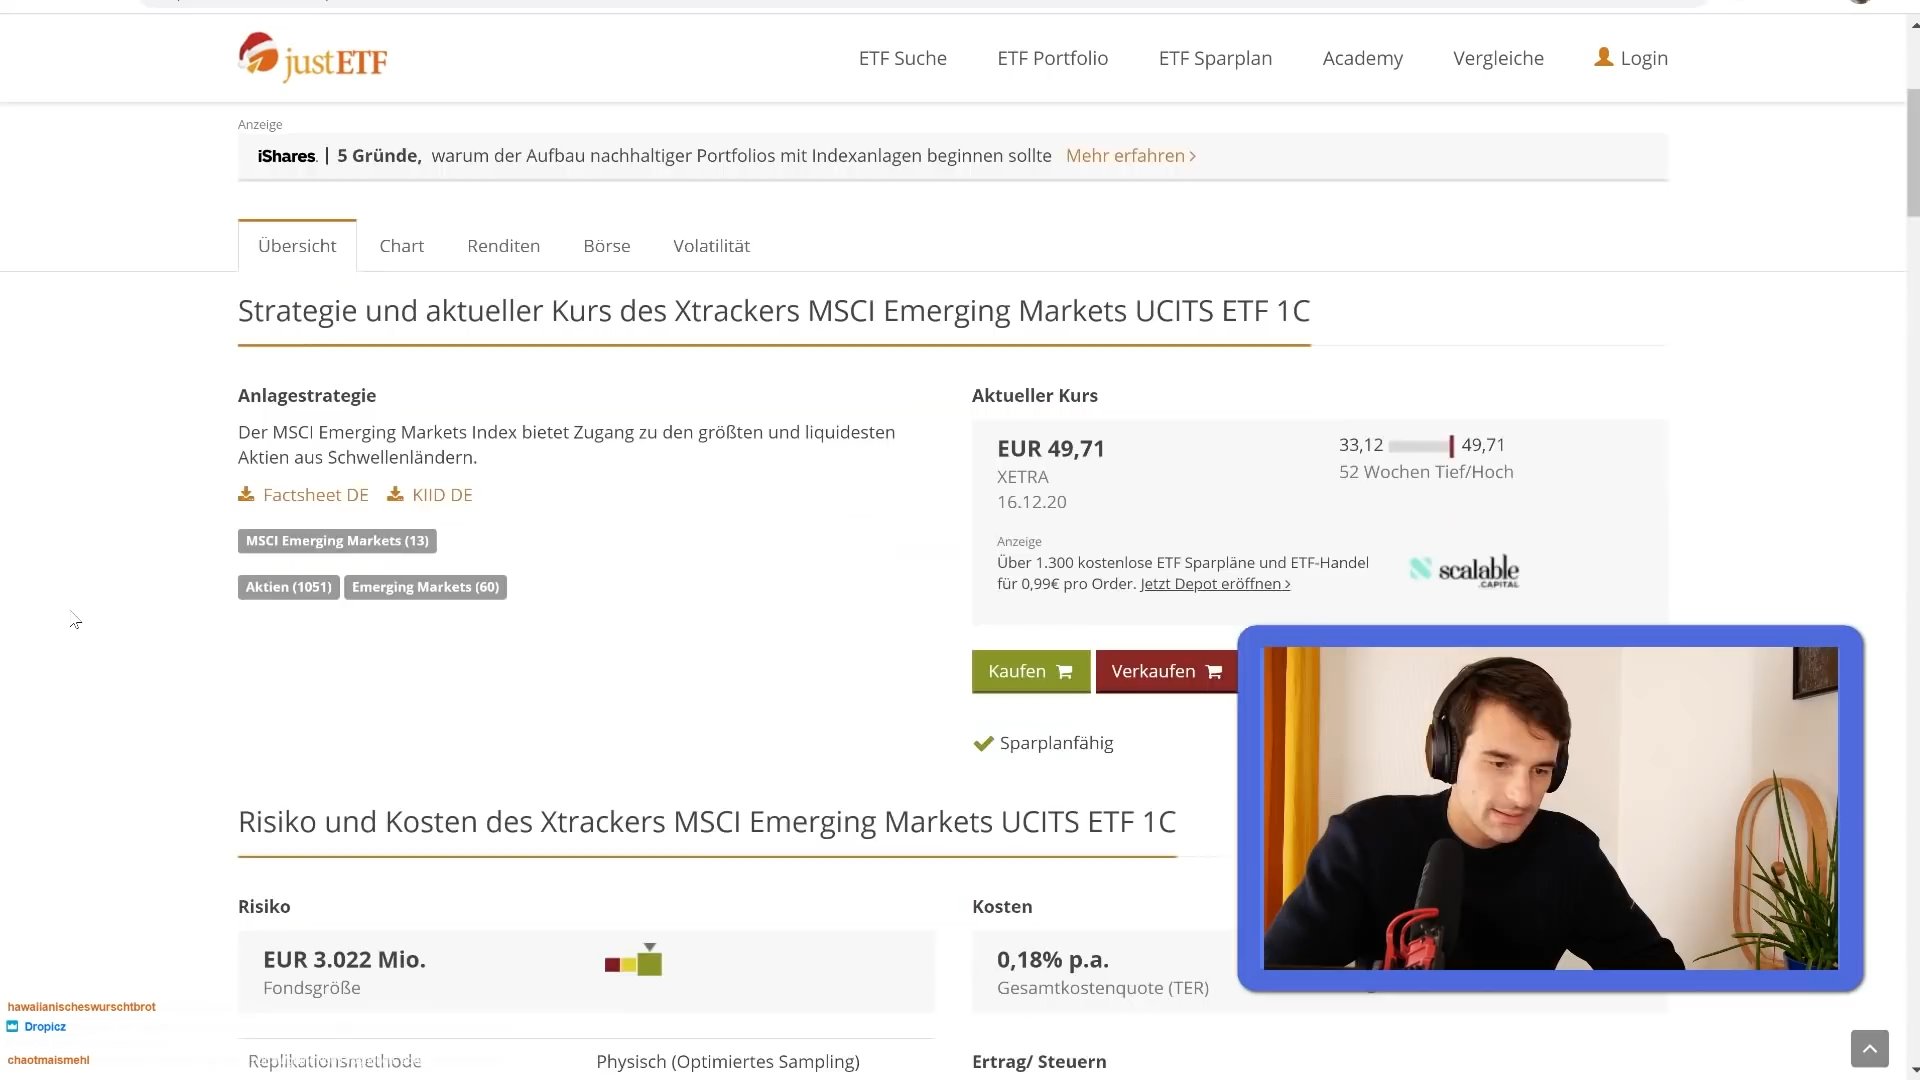 justETF
ETF Suche
ETF Portfolio
ETF Sparplan
Academy
Vergleiche
Login
Anzeige
iShares. | 5 Gründe, warum der Aufbau nachhaltiger Portfolios mit Indexanlagen beginnen sollte Mehr erfahren >
Übersicht
Chart
Renditen
Börse
Volatilität
Strategie und aktueller Kurs des Xtrackers MSCI Emerging Markets UCITS ETF 1C
Anlagestrategie
Der MSCI Emerging Markets Index bietet Zugang zu den größten und liquidesten
Aktien aus Schwellenländern.
Factsheet DE KIID DE
MSCI Emerging Markets (13)
Aktien (1051) Emerging Markets (60)
Aktueller Kurs
EUR 49,71
XETRA
16.12.20
33,12 49,71
52 Wochen Tief/Hoch
Anzeige
Über 1.300 kostenlose ETF Sparpläne und ETF-Handel
für 0,99€ pro Order. Jetzt Depot eröffnen >
scalable
CAPITAL
Kaufen
Verkaufen
Sparplanfähig
Risiko und Kosten des Xtrackers MSCI Emerging Markets UCITS ETF 1C
Risiko
EUR 3.022 Mio.
Fondsgröße
Kosten
0,18% p.a.
Gesamtkostenquote (TER)
Replikationsmethode
Physisch (Optimiertes Sampling)
Ertrag/ Steuern
hawaiianischeswurschtbrot
Dropicz
chaotmaismehl